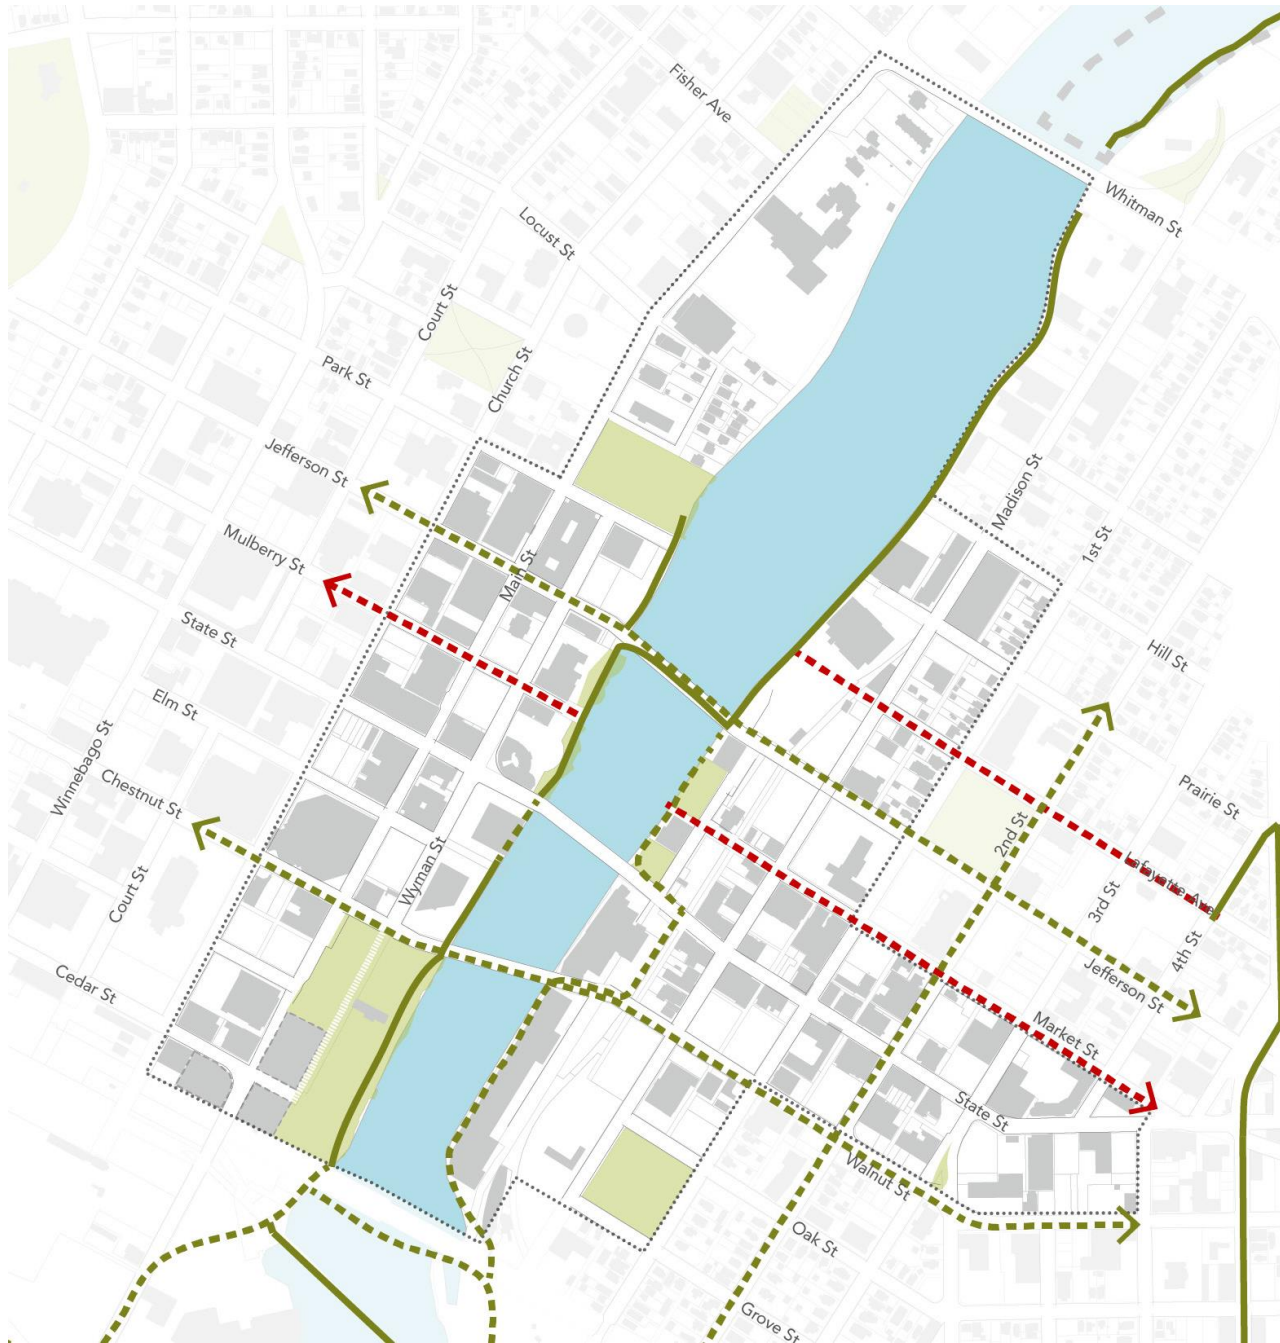 Fisher Ave
Whitman St
Locust St
Court St
Park St
Church St
Jefferson St
Madison St
Mulberry St
1st St
Main St
State St
Hill St
Elm St
Winnebago St
Chestnut St
Prairie St
2nd St
Wyman St
Court St
Lafayette Ave
3rd St
4th St
Cedar St
Jefferson St
Market St
State St
Walnut St
Oak St
Grove St